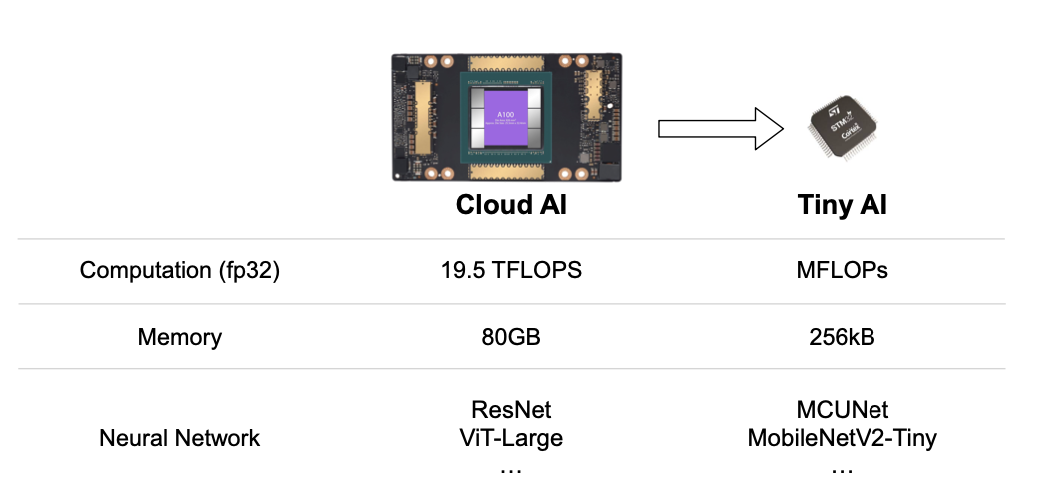 A100
STM32
Cortex
Cloud AI
Tiny AI
Computation (fp32)
19.5 TFLOPS
MFLOPs
Memory
80GB
256kB
Neural Network
ResNet
ViT-Large
...
MCUNet
MobileNetV2-Tiny
...